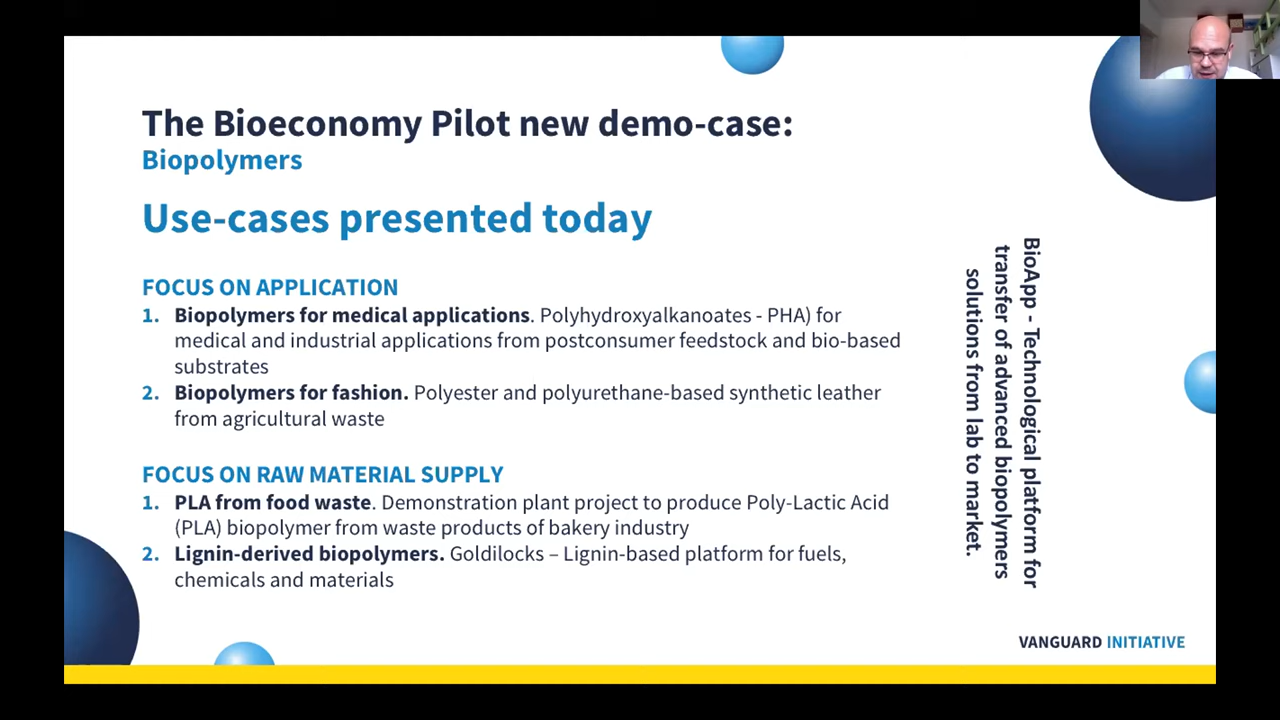 The Bioeconomy Pilot new demo-case:
Biopolymers
Use-cases presented today
FOCUS ON APPLICATION
1. Biopolymers for medical applications. Polyhydroxyalkanoates - PHA) for
medical and industrial applications from postconsumer feedstock and bio-based
substrates
2. Biopolymers for fashion. Polyester and polyurethane-based synthetic leather
from agricultural waste
FOCUS ON RAW MATERIAL SUPPLY
1. PLA from food waste. Demonstration plant project to produce Poly-Lactic Acid
(PLA) biopolymer from waste products of bakery industry
2. Lignin-derived biopolymers. Goldilocks – Lignin-based platform for fuels,
chemicals and materials
BioApp - Technological platform for
transfer of advanced biopolymers
solutions from lab to market.
VANGUARD INITIATIVE